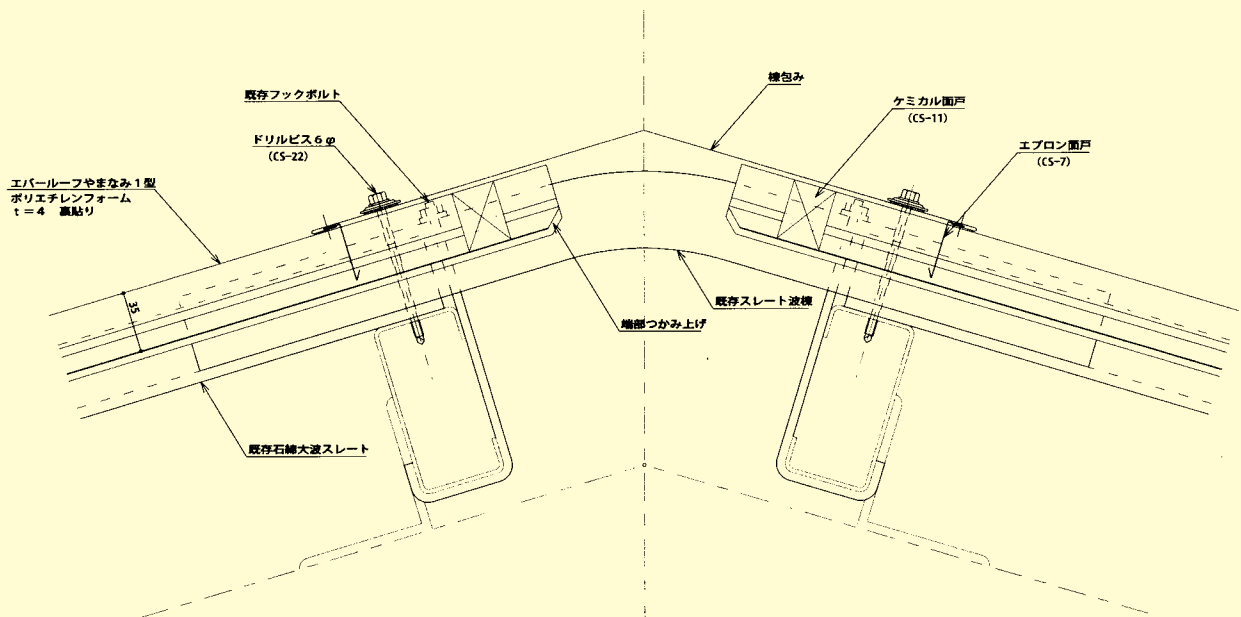 棟包み
既存フックボルト
ケミカル面戸
(CS-11)
ドリルビス6φ
(CS-22)
エプロン面戸
(CS-7)
エバールーフやまなみ1型
ポリエチレンフォーム
t=4 裏貼り
35
既存スレート波棟
端部つかみ上げ
既存石綿大波スレート